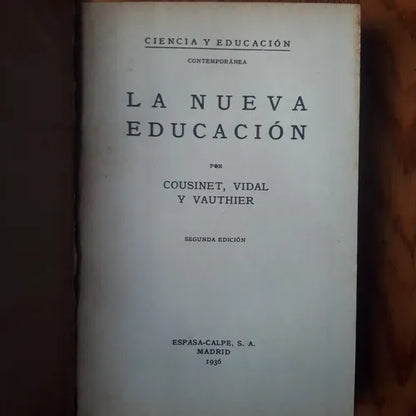 CIENCIA Y EDUCACIÓN
CONTEMPORÁNEA
LA NUEVA
EDUCACIÓN
POR
COUSINET, VIDAL
Y VAUTHIER
SEGUNDA EDICIÓN
ESPASA-CALPE, S. A.
MADRID
1936